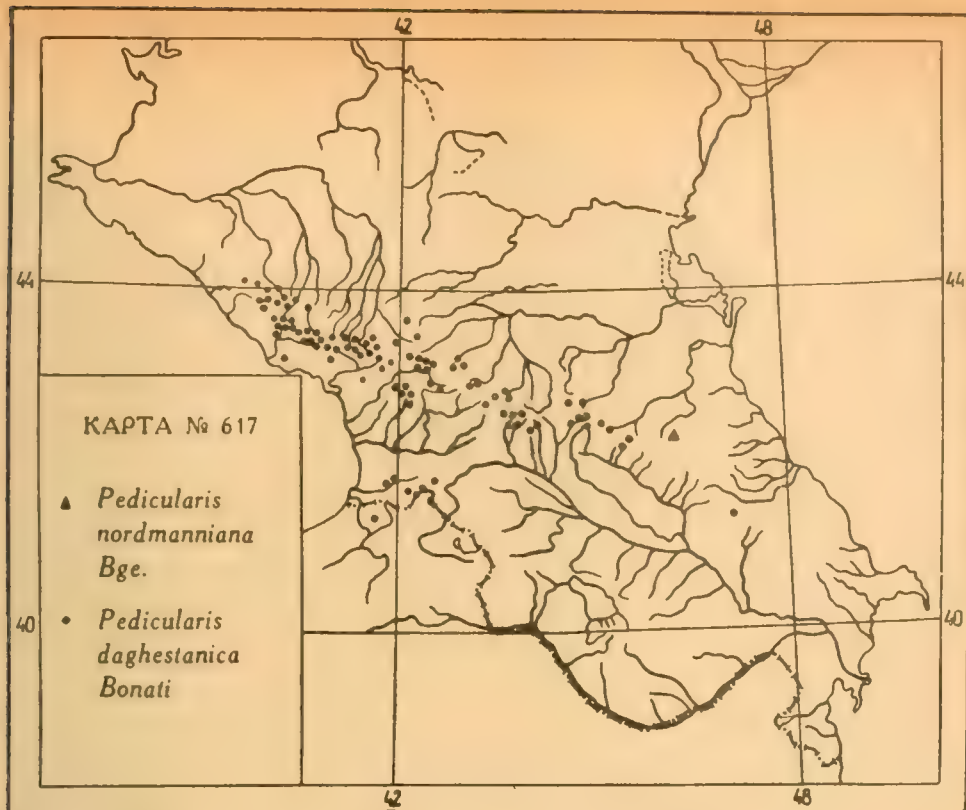 42
48
44
44
КАРТА № 617
▲ Pedicularis
nordmanniana
Bge.
• Pedicularis
daghestanica
Bonati
40
40
42
48